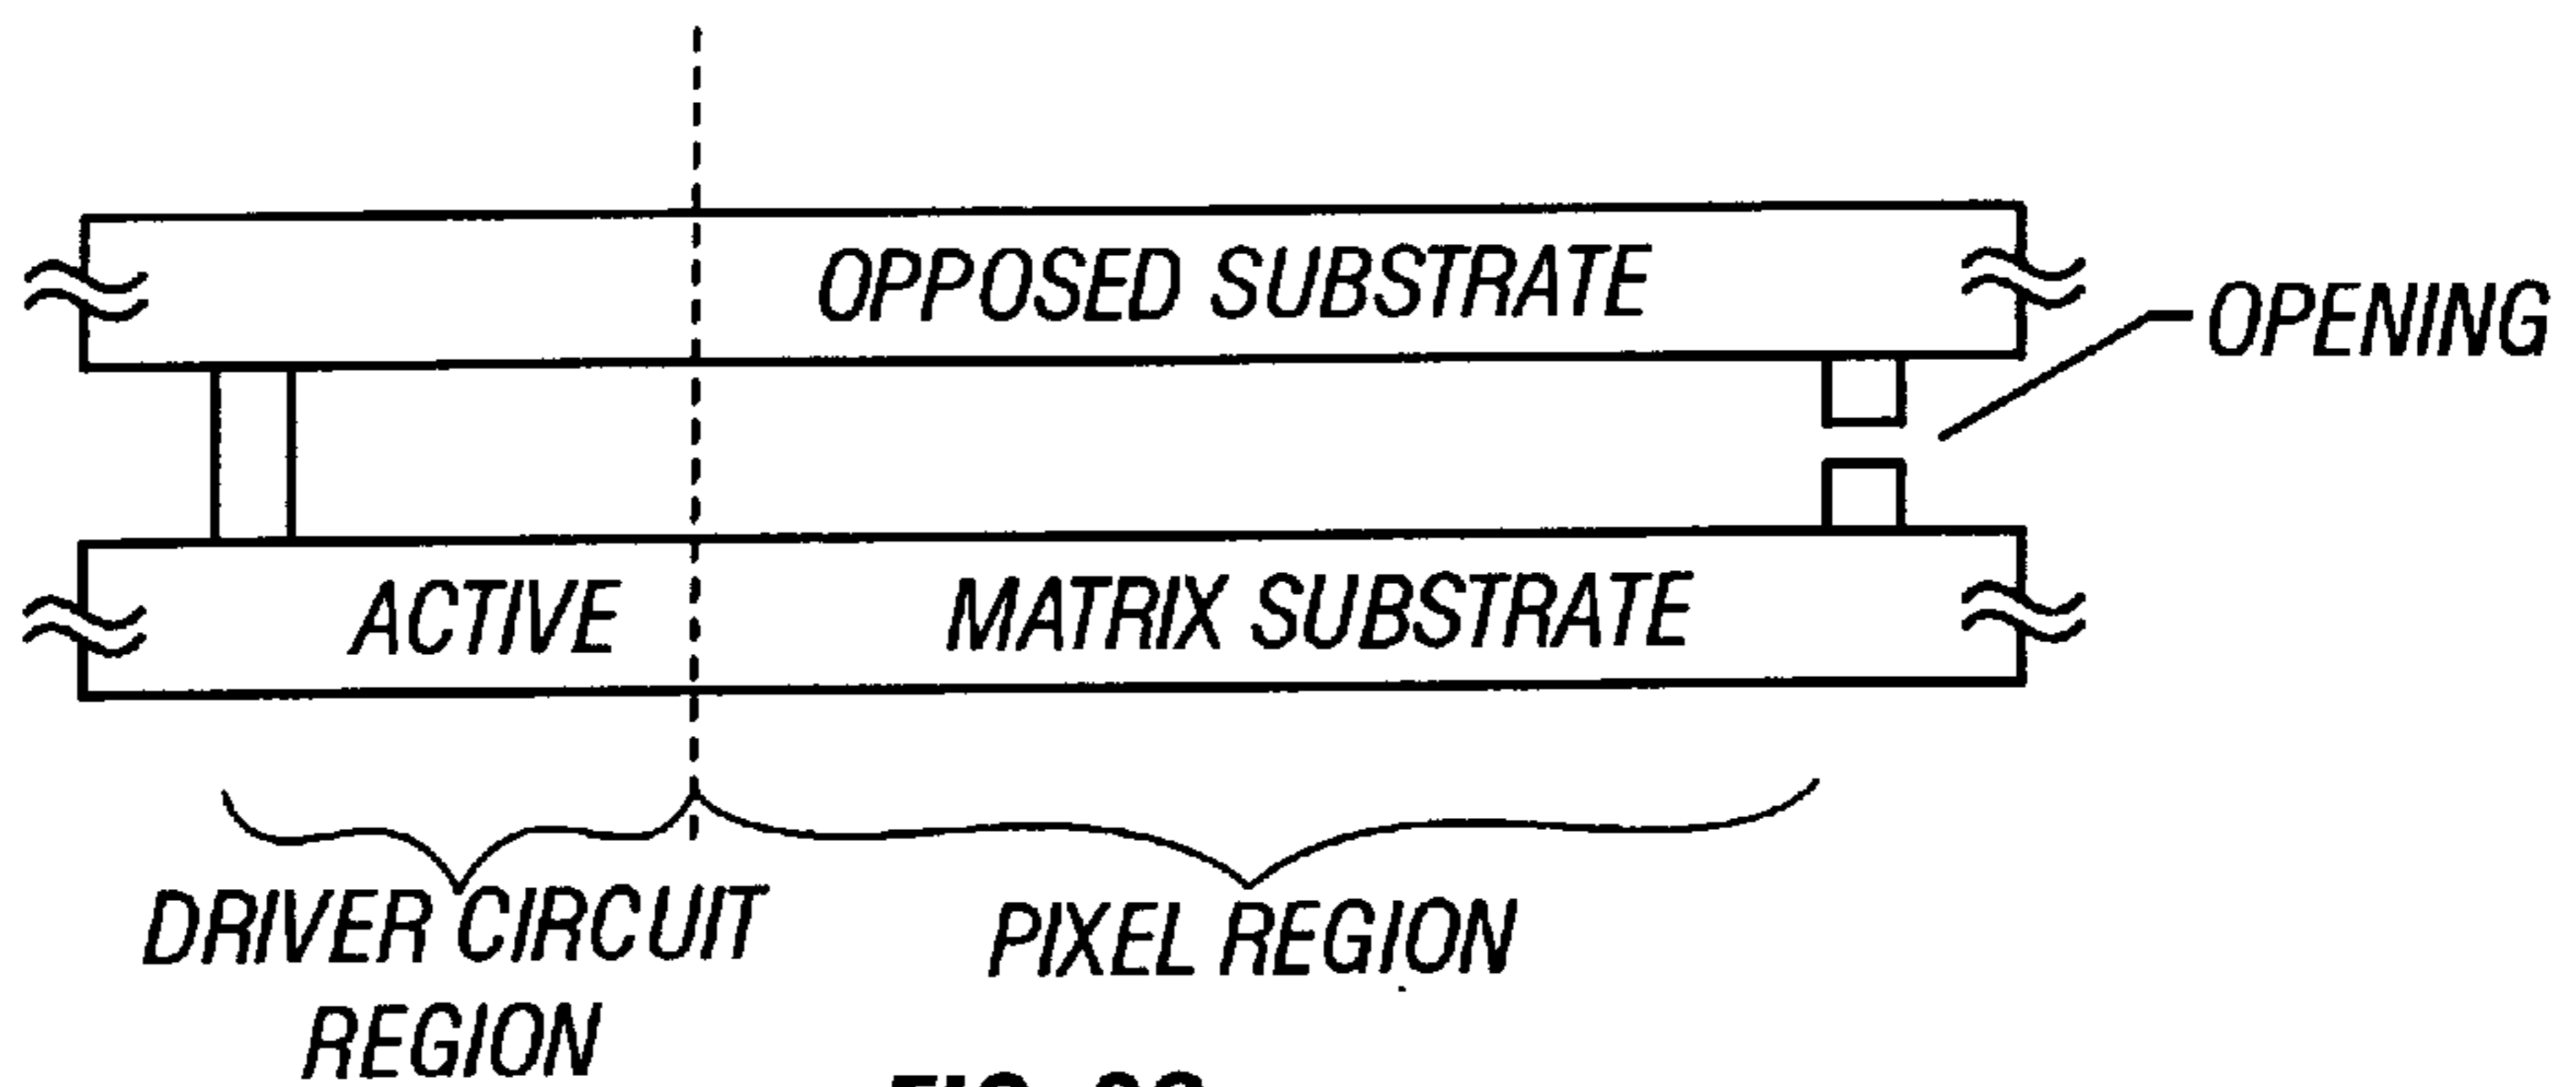 OPPOSED SUBSTRATE
OPENING
ACTIVE MATRIX SUBSTRATE
DRIVER CIRCUIT
REGION
PIXEL REGION